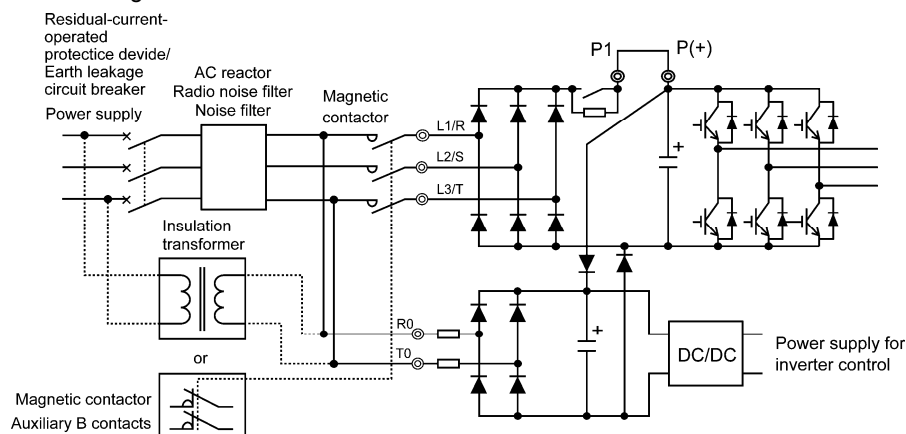 Residual-current-
operated
protectice devide/
Earth leakage
circuit breaker
Power supply
AC reactor
Radio noise filter
Noise filter
Magnetic
contactor
L1/R
L2/S
L3/T
P1
P(+)
+
Insulation
transformer
or
R0
T0
+
DC/DC
Power supply for
inverter control
Magnetic contactor
Auxiliary B contacts